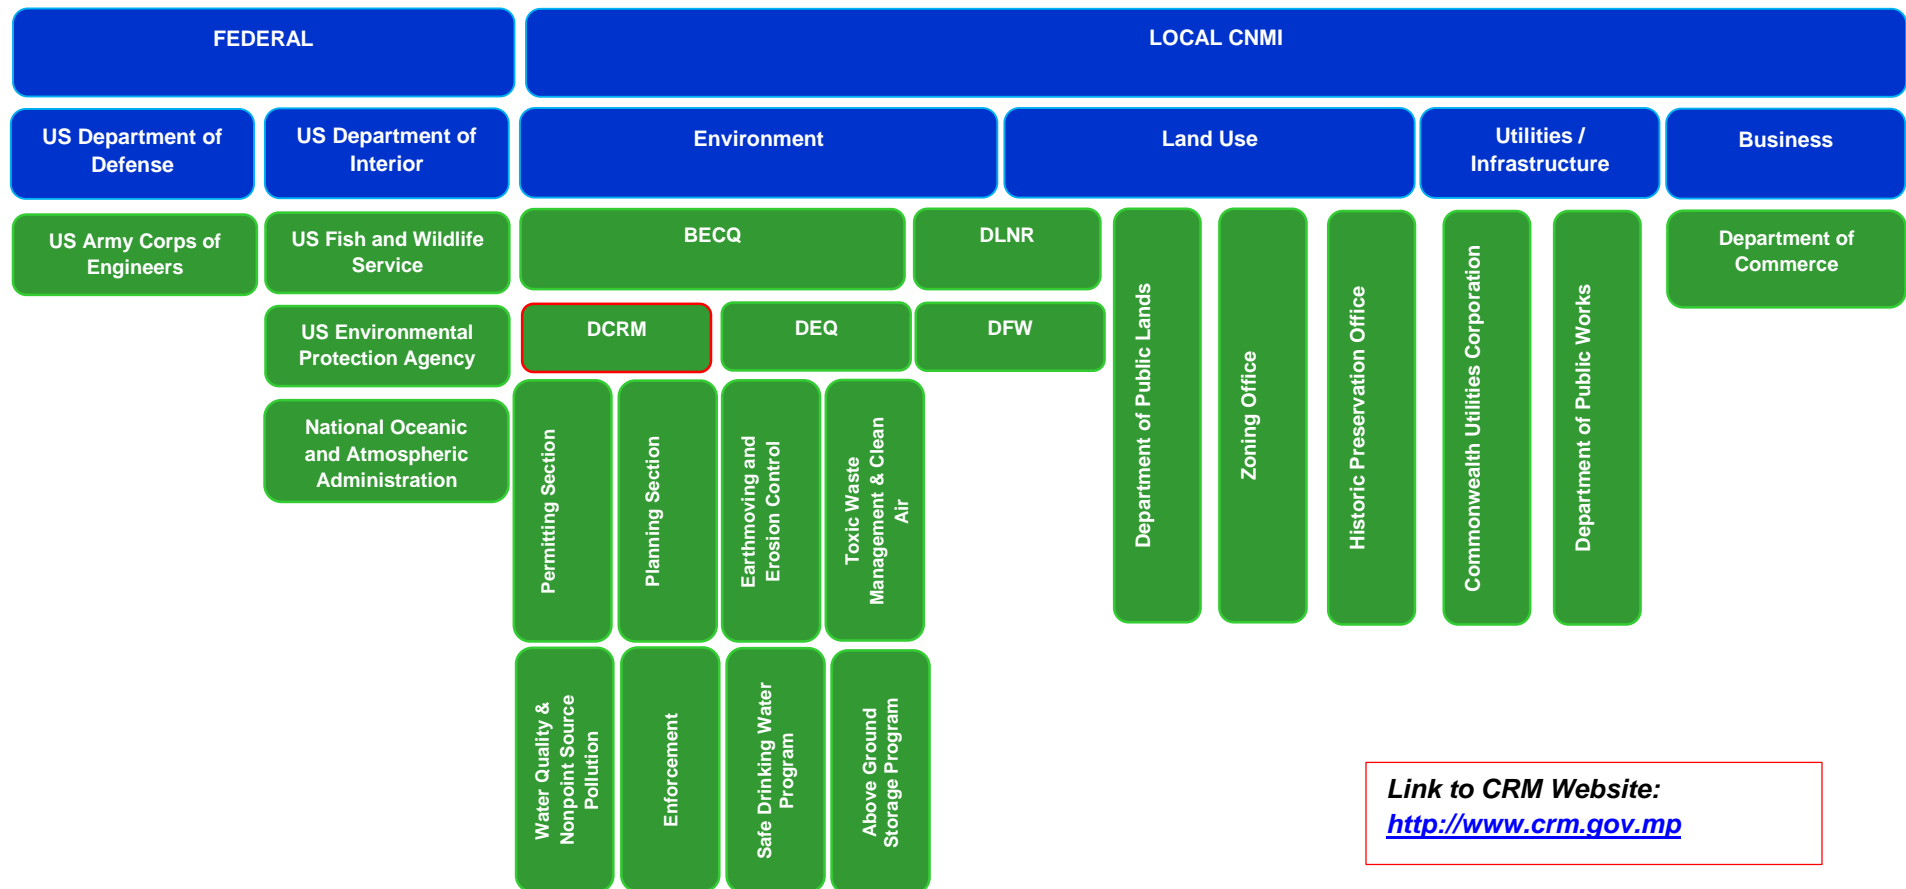 FEDERAL
LOCAL CNMI
US Department of
Defense
US Department of
Interior
Environment
Land Use
Utilities /
Infrastructure
Business
US Army Corps of
Engineers
US Fish and Wildlife
Service
BECQ
DLNR
Department of Public Lands
Zoning Office
Historic Preservation Office
Commonwealth Utilities Corporation
Department of Public Works
Department of
Commerce
US Environmental
Protection Agency
DCRM
DEQ
DFW
National Oceanic
and Atmospheric
Administration
Permitting Section
Planning Section
Earthmoving and
Erosion Control
Toxic Waste
Management & Clean
Air
Water Quality &
Nonpoint Source
Pollution
Enforcement
Safe Drinking Water
Program
Above Ground
Storage Program
Link to CRM Website:
http://www.crm.gov.mp